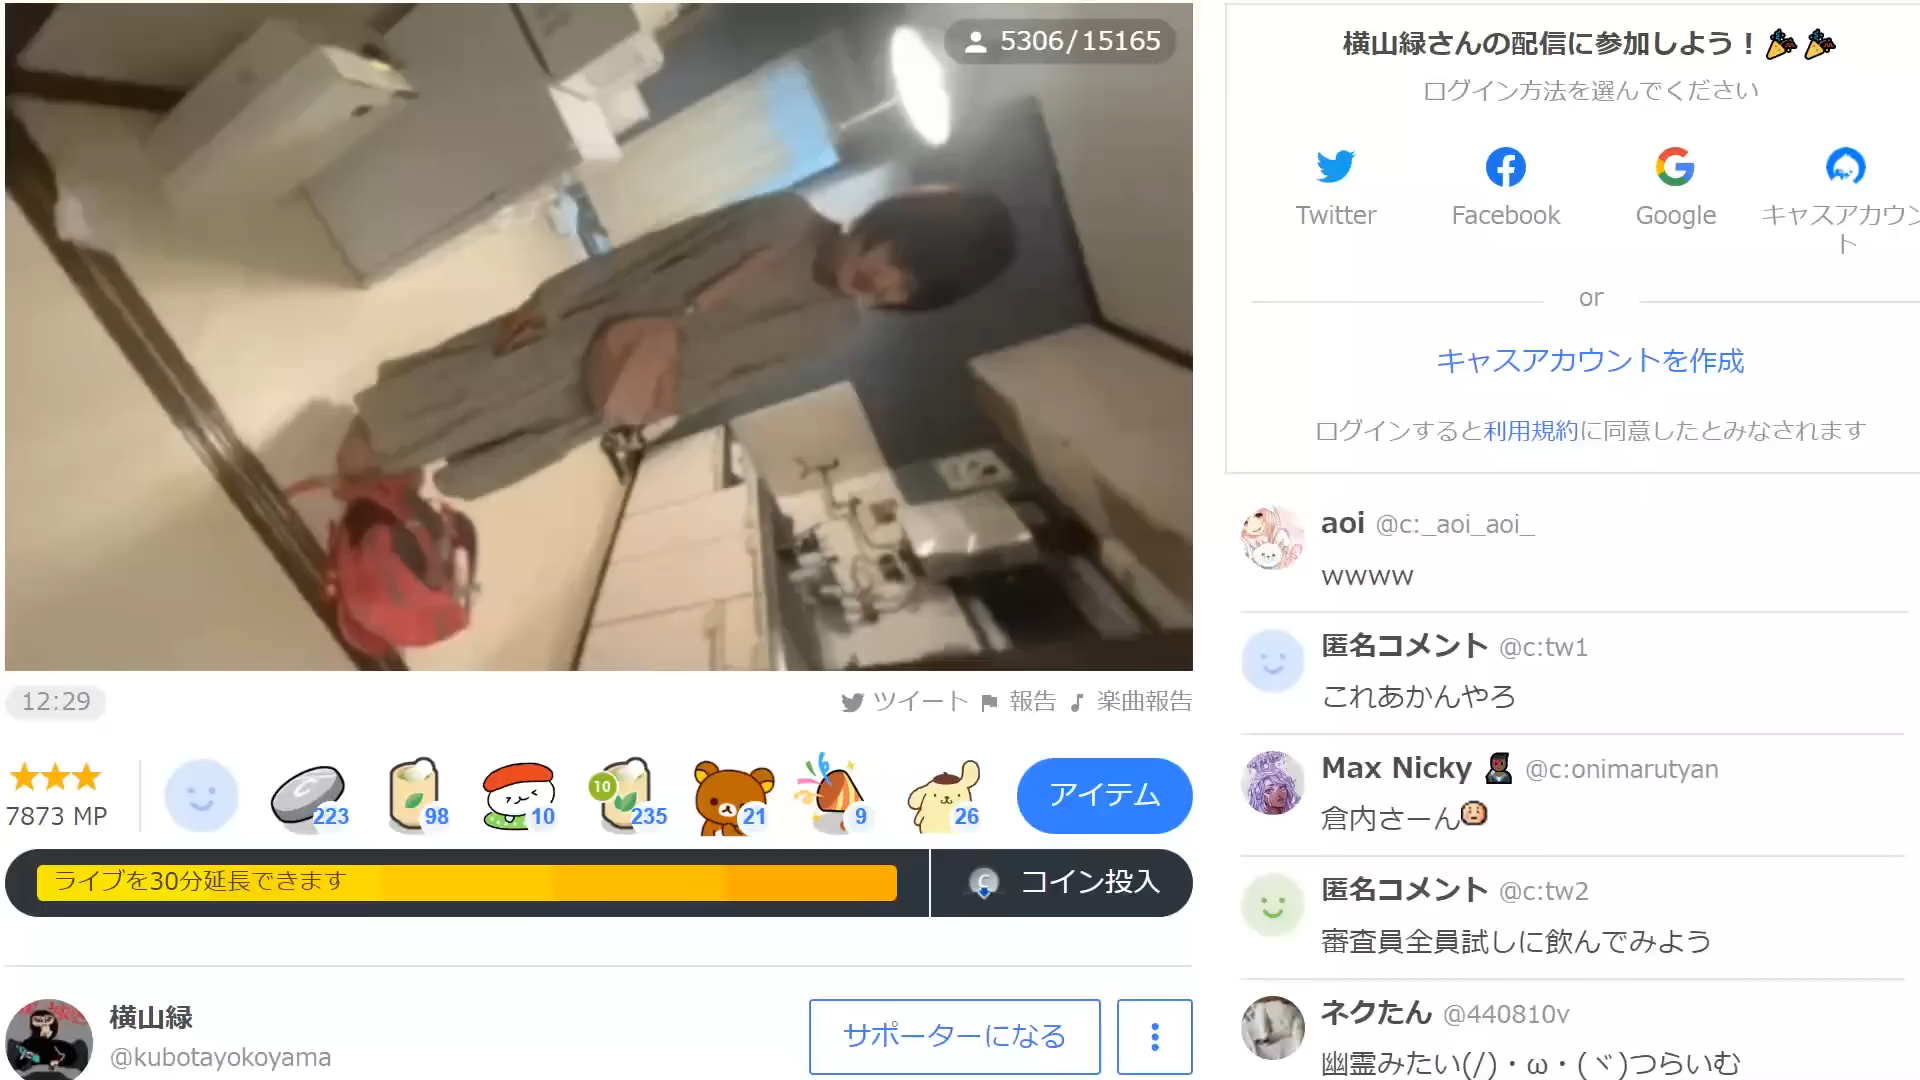 5306/15165
12:29
ツイート 報告 楽曲報告
7873 MP
223
98
10
10
235
21
9
26
アイテム
ライブを30分延長できます
コイン投入
横山緑
@kubotayokoyama
サポーターになる
横山緑さんの配信に参加しよう！
ログイン方法を選んでください
Twitter
Facebook
Google
キャスアカウン
ト
or
キャスアカウントを作成
ログインすると利用規約に同意したとみなされます
aoi @c:_aoi_aoi_
wwww
匿名コメント @c:tw1
これあかんやろ
Max Nicky @c:onimarutyan
倉内さーん
匿名コメント @c:tw2
審査員全員試しに飲んでみよう
ネクたん @440810v
幽霊みたい(/)・ω・(ヾ)つらいむ